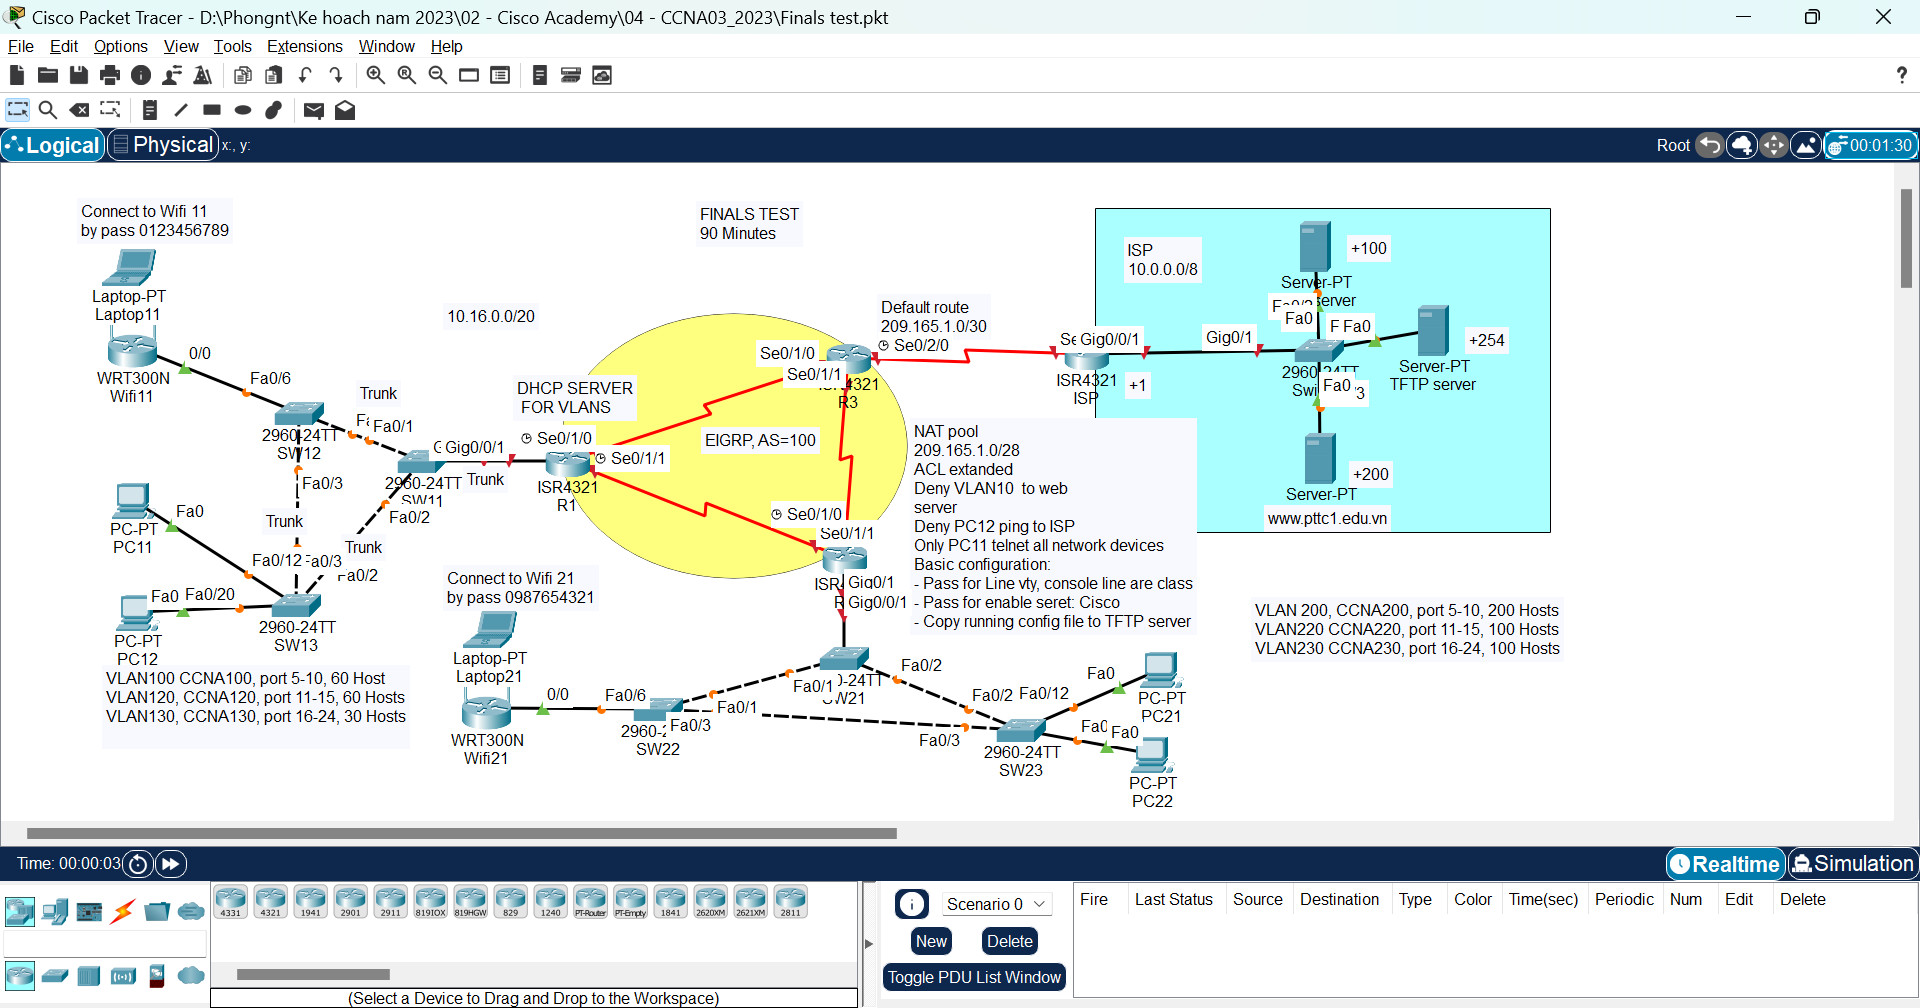 Cisco Packet Tracer - D:\Phongnt\Ke hoach nam 2023\02 - Cisco Academy\04 - CCNA03_2023\Finals test.pkt
File Edit Options View Tools Extensions Window Help
?
Logical Physical x:, y:
Root 00:01:30
Connect to Wifi 11
by pass 0123456789
Laptop-PT
Laptop11
WRT300N
Wifi11
0/0
Fa0/6
Trunk
2960-24TT
SW12
Fa0/1
Fa0/3
2960-24TT
SW11
Gig0/0/1
Trunk
Fa0/2
Trunk
Trunk
PC-PT
PC11
Fa0
Fa0/12
Fa0/3
Fa0/2
Fa0
Fa0/20
PC-PT
PC12
2960-24TT
SW13
VLAN100 CCNA100, port 5-10, 60 Host
VLAN120, CCNA120, port 11-15, 60 Hosts
VLAN130, CCNA130, port 16-24, 30 Hosts
FINALS TEST
90 Minutes
10.16.0.0/20
DHCP SERVER
FOR VLANS
Se0/1/0
Se0/1/1
ISR4321
R1
EIGRP, AS=100
Se0/1/0
Se0/1/1
ISR4321
R3
Default route
209.165.1.0/30
Se0/2/0
Se0/1/0
Se0/1/1
Gig0/1
Gig0/0/1
ISP
10.0.0.0/8
Gig0/0/1
ISR4321
ISP
+1
Gig0/1
Server-PT
server
+100
Fa0
Fa0
Server-PT
TFTP server
+254
Fa0
Server-PT
+200
www.pttc1.edu.vn
NAT pool
209.165.1.0/28
ACL extanded
Deny VLAN10 to web
server
Deny PC12 ping to ISP
Only PC11 telnet all network devices
Basic configuration:
- Pass for Line vty, console line are class
- Pass for enable seret: Cisco
- Copy running config file to TFTP server
VLAN 200, CCNA200, port 5-10, 200 Hosts
VLAN220 CCNA220, port 11-15, 100 Hosts
VLAN230 CCNA230, port 16-24, 100 Hosts
Connect to Wifi 21
by pass 0987654321
Laptop-PT
Laptop21
WRT300N
Wifi21
0/0
Fa0/6
SW22
Fa0/3
Fa0/1
Fa0/1
SW21
Fa0/2
Fa0/2
Fa0/12
Fa0/3
2960-24TT
SW23
Fa0
PC-PT
PC21
Fa0
PC-PT
PC22
Time: 00:00:03
Realtime Simulation
4331 4321 1941 2901 2911 819IOX 819HGW 829 1240 PT-Router PT-Empty 1841 2620XM 2621XM 2811
(Select a Device to Drag and Drop to the Workspace)
Scenario 0
New Delete
Toggle PDU List Window
Fire Last Status Source Destination Type Color Time(sec) Periodic Num Edit Delete